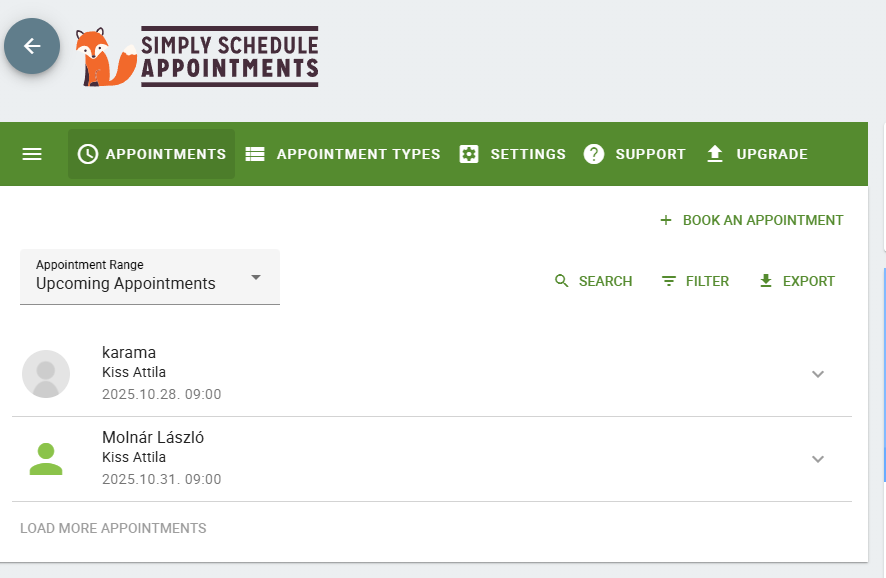 SIMPLY SCHEDULE
APPOINTMENTS
APPOINTMENTS
APPOINTMENT TYPES
SETTINGS
? SUPPORT
UPGRADE
+ BOOK AN APPOINTMENT
Appointment Range
Upcoming Appointments
SEARCH
FILTER
EXPORT
karama
Kiss Attila
2025.10.28. 09:00
Molnár László
Kiss Attila
2025.10.31. 09:00
LOAD MORE APPOINTMENTS